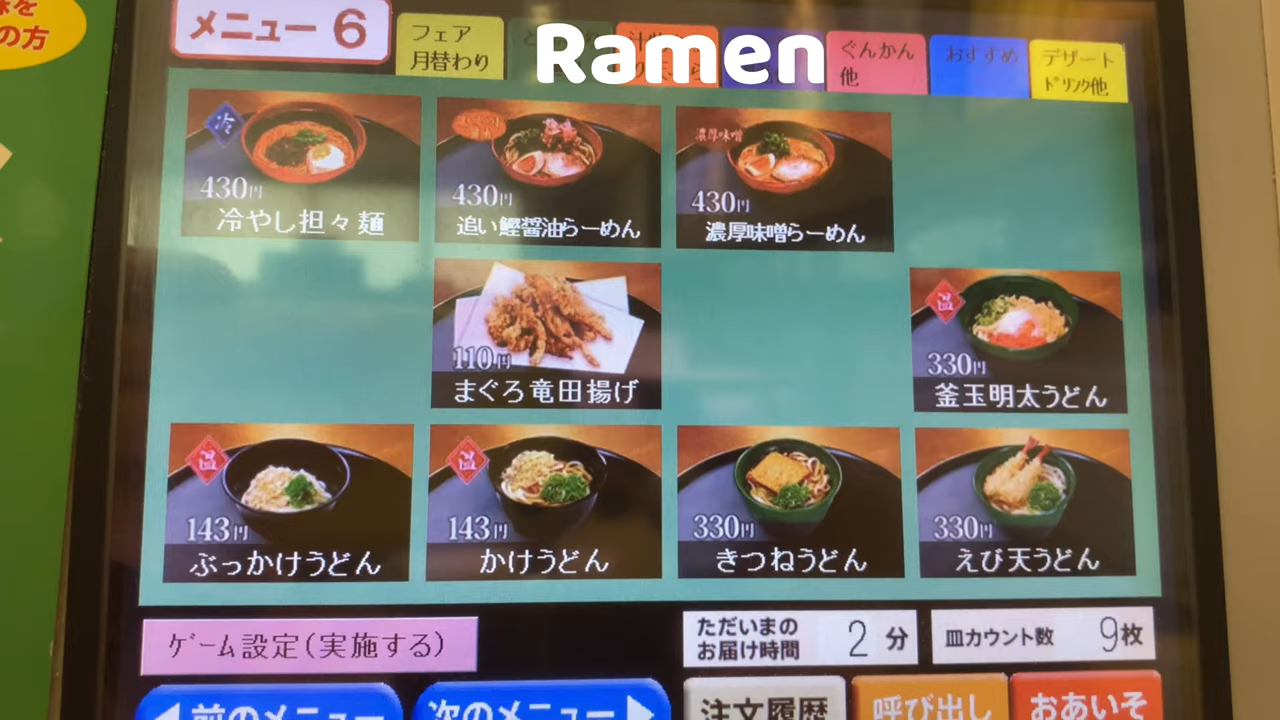 メニュー 6
の方
フェア
月替わり
Ramen
ぐんかん
他
おすすめ
デザート
ドリンク他
冷
430円
冷やし担々麺
430円
追い鰹醤油らーめん
濃厚味噌
430円
濃厚味噌らーめん
110円
まぐろ竜田揚げ
温
330円
釜玉明太うどん
温
143円
ぶっかけうどん
温
143円
かけうどん
330円
きつねうどん
330円
えび天うどん
ゲーム設定(実施する)
ただいまの
お届け時間
2 分
皿カウント数
9枚
前のメニュー
次のメニュー
注文履歴
呼び出し
おあいそ